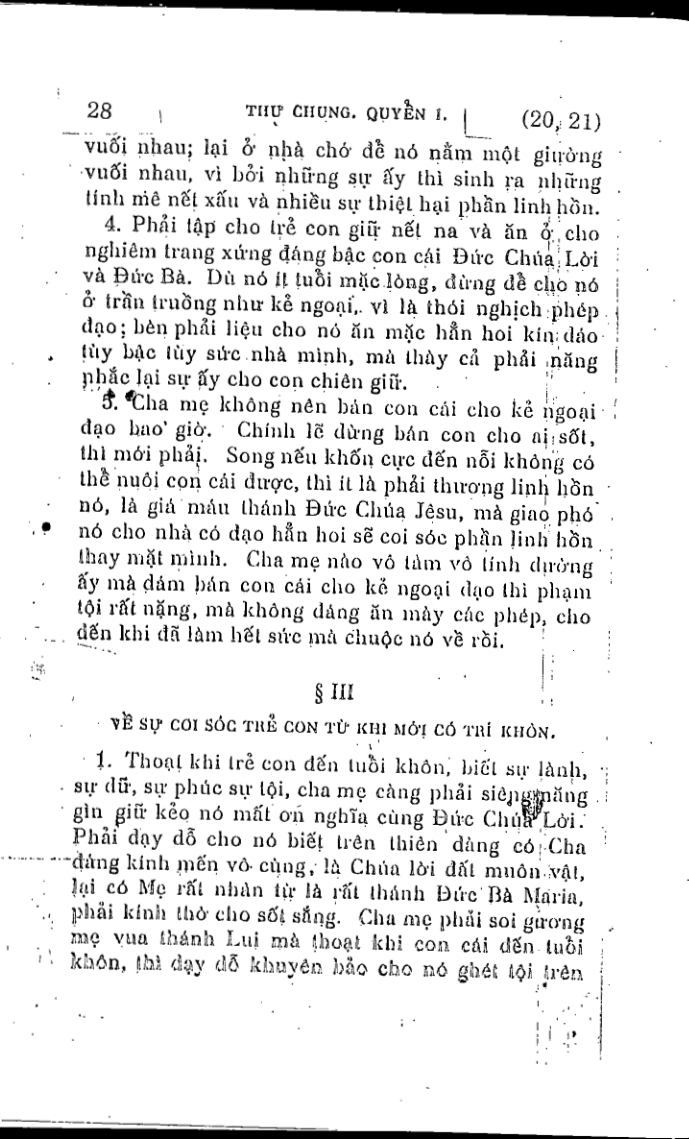 28 THƯ CHUNG. QUYỂN I. (20, 21)
vuối nhau; lại ở nhà chớ để nó nằm một giường
vuối nhau, vì bởi những sự ấy thì sinh ra những
tính mê nết xấu và nhiều sự thiệt hại phần linh hồn.
4. Phải tập cho trẻ con giữ nết na và ăn ở cho
nghiêm trang xứng đáng bậc con cái Đức Chúa Lời
và Đức Bà. Dù nó ít tuổi mặc lòng, đừng để cho nó
ở trần truồng như kẻ ngoại, vì là thói nghịch phép
đạo; bèn phải liệu cho nó ăn mặc hẳn hoi kín dáo
tùy bậc tùy sức nhà mình, mà thày cả phải năng
nhắc lại sự ấy cho con chiên giữ.
5. Cha mẹ không nên bán con cái cho kẻ ngoại
đạo bao giờ. Chính lẽ đừng bán con cho ai sốt,
thì mới phải. Song nếu khốn cực đến nỗi không có
thể nuôi con cái được, thì ít là phải thương linh hồn
nó, là giá máu thánh Đức Chúa Jêsu, mà giao phó
nó cho nhà có đạo hẳn hoi sẽ coi sóc phần linh hồn
thay mặt mình. Cha mẹ nào vô tâm vô tính dường
ấy mà dám bán con cái cho kẻ ngoại đạo thì phạm
tội rất nặng, mà không đáng ăn mày các phép, cho
đến khi đã làm hết sức mà chuộc nó về rồi.
§ III
VỀ SỰ COI SÓC TRẺ CON TỪ KHI MỚI CÓ TRÍ KHÔN.
1. Thoạt khi trẻ con đến tuổi khôn, biết sự lành,
sự dữ, sự phúc sự tội, cha mẹ càng phải siêng năng
gìn giữ kẻo nó mất ơn nghĩa cùng Đức Chúa Lời.
Phải dạy dỗ cho nó biết trên thiên đàng có Cha
đáng kính mến vô cùng, là Chúa lời đất muôn vật,
lại có Mẹ rất nhân từ là rất thánh Đức Bà Maria,
phải kính thờ cho sốt sắng. Cha mẹ phải soi gương
mẹ vua thánh Lui mà thoạt khi con cái đến tuổi
khôn, thì dạy dỗ khuyên bảo cho nó ghét tội trên